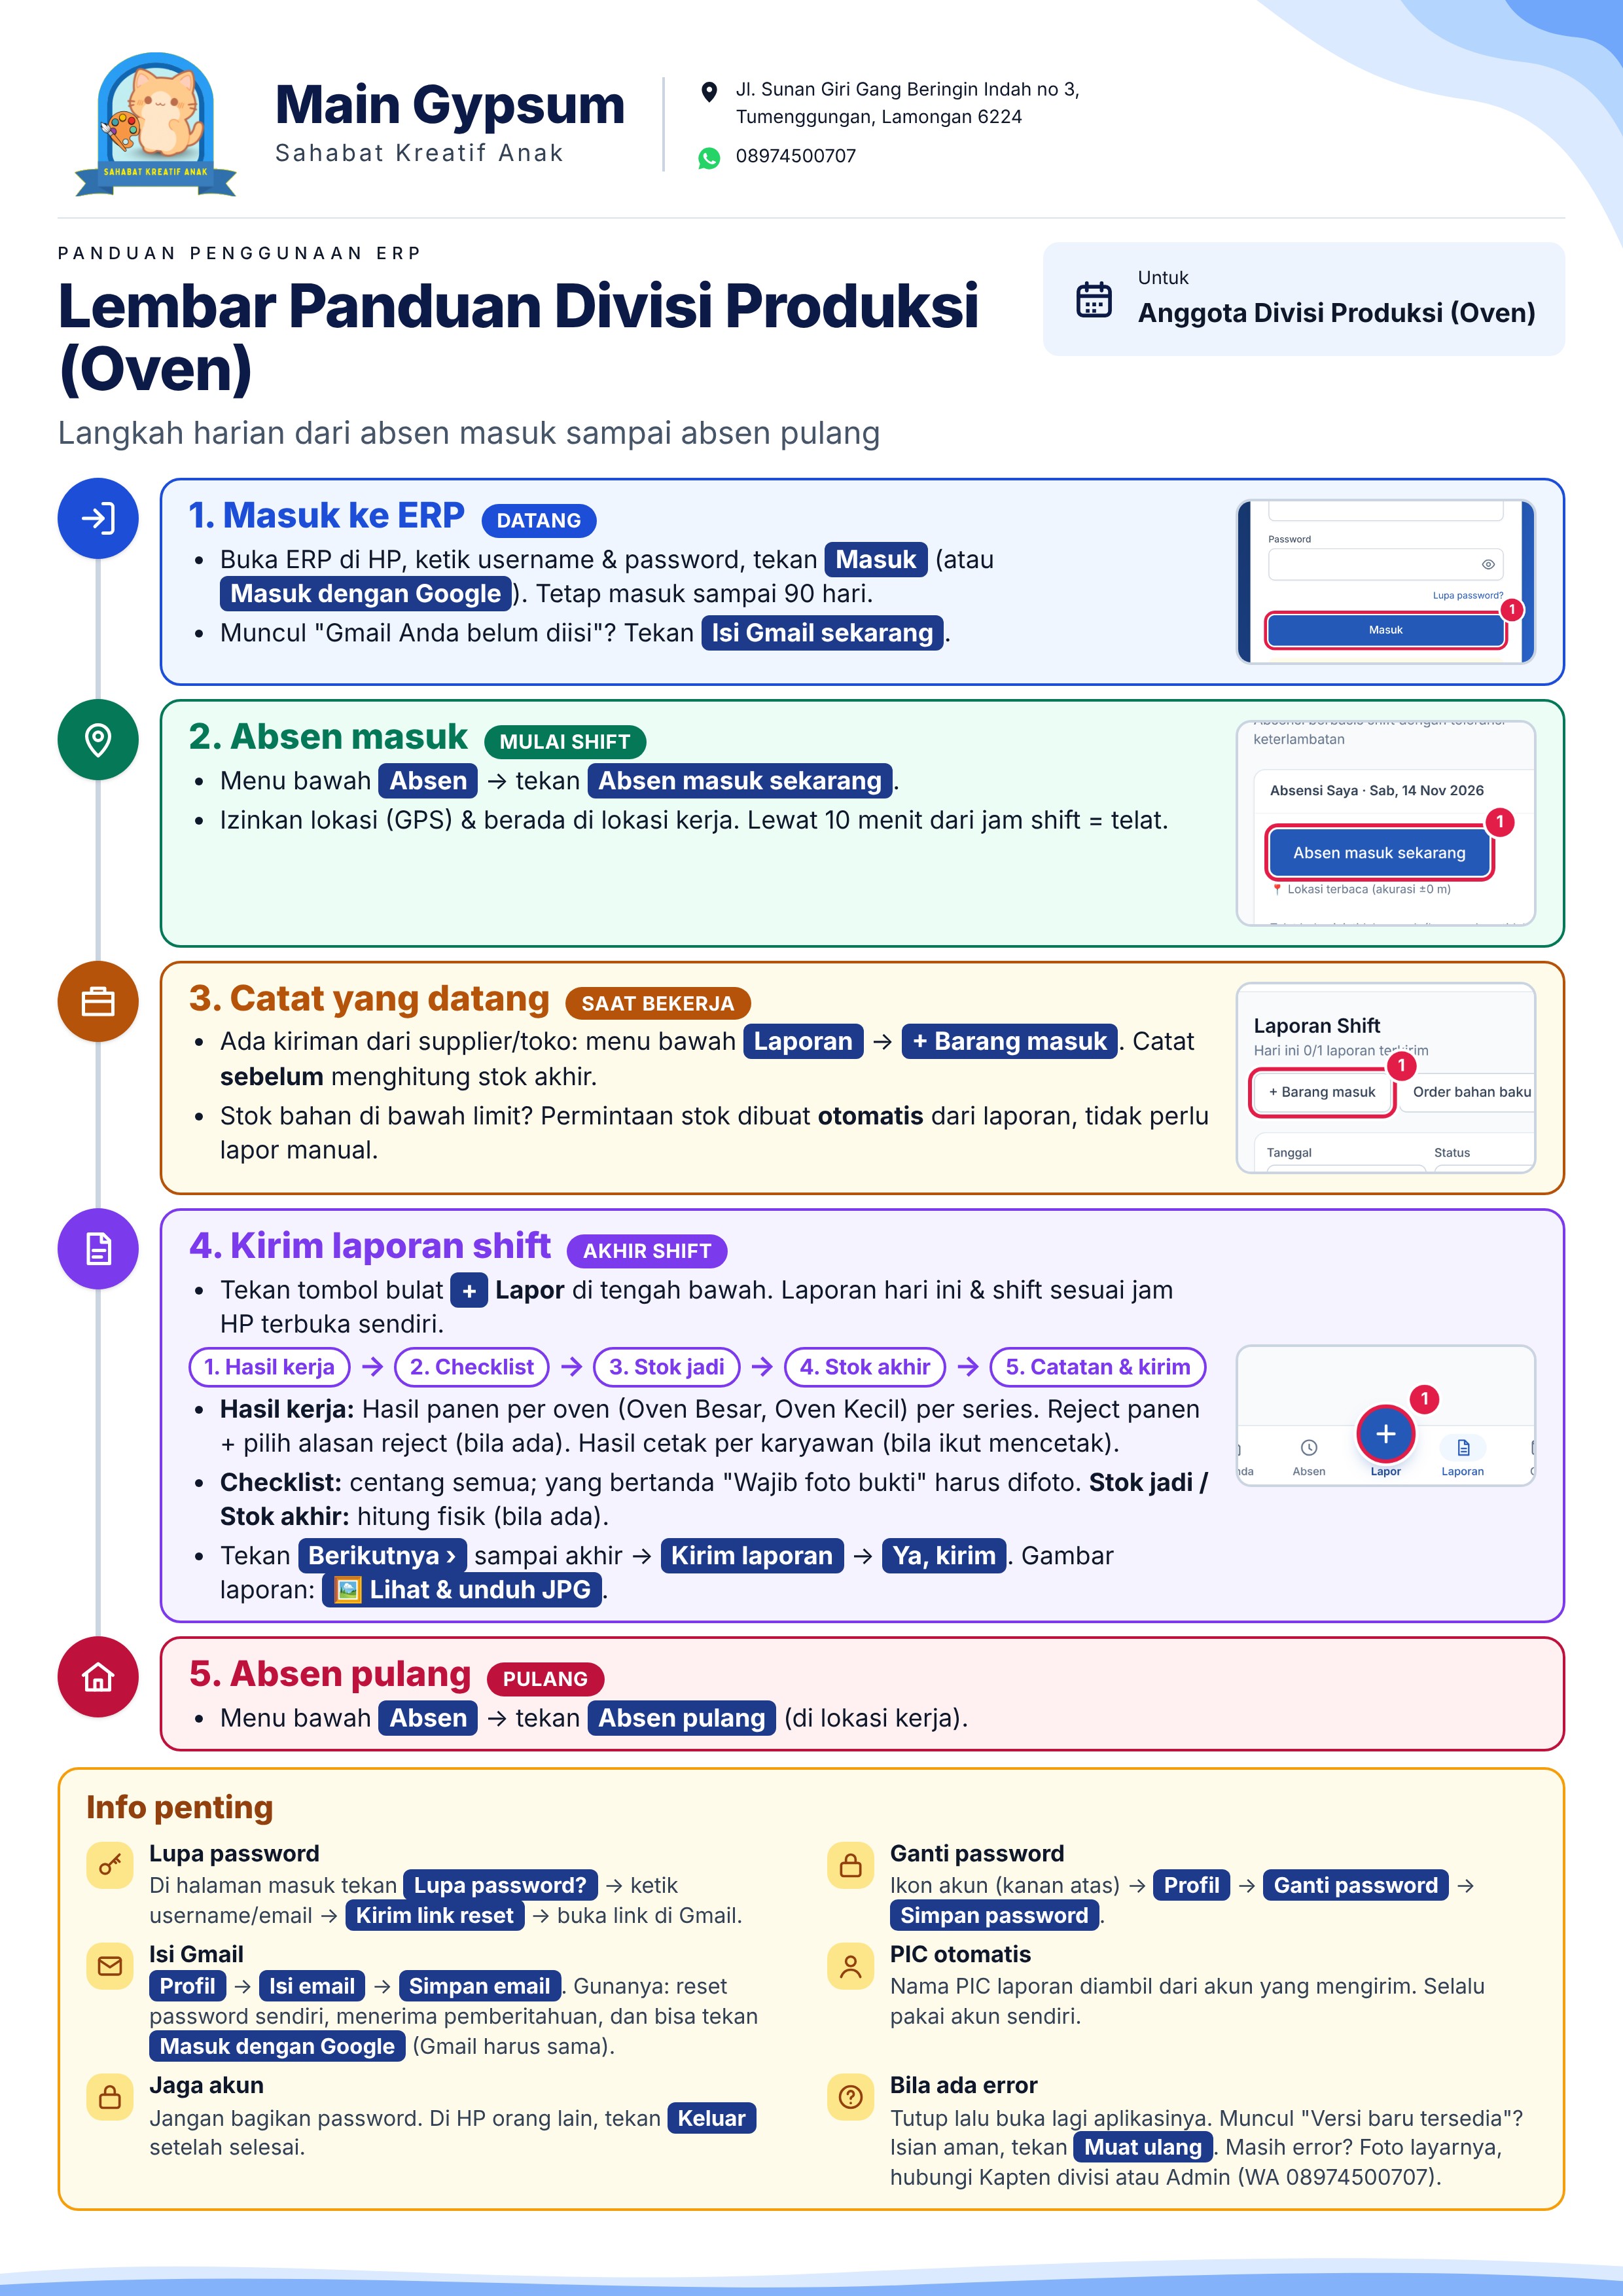 SAHABAT KREATIF ANAK
Main Gypsum
Sahabat Kreatif Anak
Jl. Sunan Giri Gang Beringin Indah no 3,
Tumenggungan, Lamongan 6224
08974500707
PANDUAN PENGGUNAAN ERP
Lembar Panduan Divisi Produksi
(Oven)
Langkah harian dari absen masuk sampai absen pulang
Untuk
Anggota Divisi Produksi (Oven)
1. Masuk ke ERP DATANG
• Buka ERP di HP, ketik username & password, tekan Masuk (atau
Masuk dengan Google). Tetap masuk sampai 90 hari.
• Muncul "Gmail Anda belum diisi"? Tekan Isi Gmail sekarang.
Password
Lupa password?
1
Masuk
2. Absen masuk MULAI SHIFT
• Menu bawah Absen → tekan Absen masuk sekarang.
• Izinkan lokasi (GPS) & berada di lokasi kerja. Lewat 10 menit dari jam shift = telat.
Absensi berbasis shift dengan toleransi
keterlambatan
Absensi Saya · Sab, 14 Nov 2026
1
Absen masuk sekarang
📍 Lokasi terbaca (akurasi ±0 m)
3. Catat yang datang SAAT BEKERJA
• Ada kiriman dari supplier/toko: menu bawah Laporan → + Barang masuk. Catat
sebelum menghitung stok akhir.
• Stok bahan di bawah limit? Permintaan stok dibuat otomatis dari laporan, tidak perlu
lapor manual.
Laporan Shift
Hari ini 0/1 laporan terkirim
1
+ Barang masuk Order bahan baku
Tanggal Status
4. Kirim laporan shift AKHIR SHIFT
• Tekan tombol bulat + Lapor di tengah bawah. Laporan hari ini & shift sesuai jam
HP terbuka sendiri.
1. Hasil kerja → 2. Checklist → 3. Stok jadi → 4. Stok akhir → 5. Catatan & kirim
• Hasil kerja: Hasil panen per oven (Oven Besar, Oven Kecil) per series. Reject panen
+ pilih alasan reject (bila ada). Hasil cetak per karyawan (bila ikut mencetak).
• Checklist: centang semua; yang bertanda "Wajib foto bukti" harus difoto. Stok jadi /
Stok akhir: hitung fisik (bila ada).
• Tekan Berikutnya › sampai akhir → Kirim laporan → Ya, kirim. Gambar
laporan: 🖼️ Lihat & unduh JPG.
1
+
nda Absen Lapor Laporan
5. Absen pulang PULANG
• Menu bawah Absen → tekan Absen pulang (di lokasi kerja).
Info penting
Lupa password
Di halaman masuk tekan Lupa password? → ketik
username/email → Kirim link reset → buka link di Gmail.
Ganti password
Ikon akun (kanan atas) → Profil → Ganti password →
Simpan password.
Isi Gmail
Profil → Isi email → Simpan email. Gunanya: reset
password sendiri, menerima pemberitahuan, dan bisa tekan
Masuk dengan Google (Gmail harus sama).
PIC otomatis
Nama PIC laporan diambil dari akun yang mengirim. Selalu
pakai akun sendiri.
Jaga akun
Jangan bagikan password. Di HP orang lain, tekan Keluar
setelah selesai.
Bila ada error
Tutup lalu buka lagi aplikasinya. Muncul "Versi baru tersedia"?
Isian aman, tekan Muat ulang. Masih error? Foto layarnya,
hubungi Kapten divisi atau Admin (WA 08974500707).